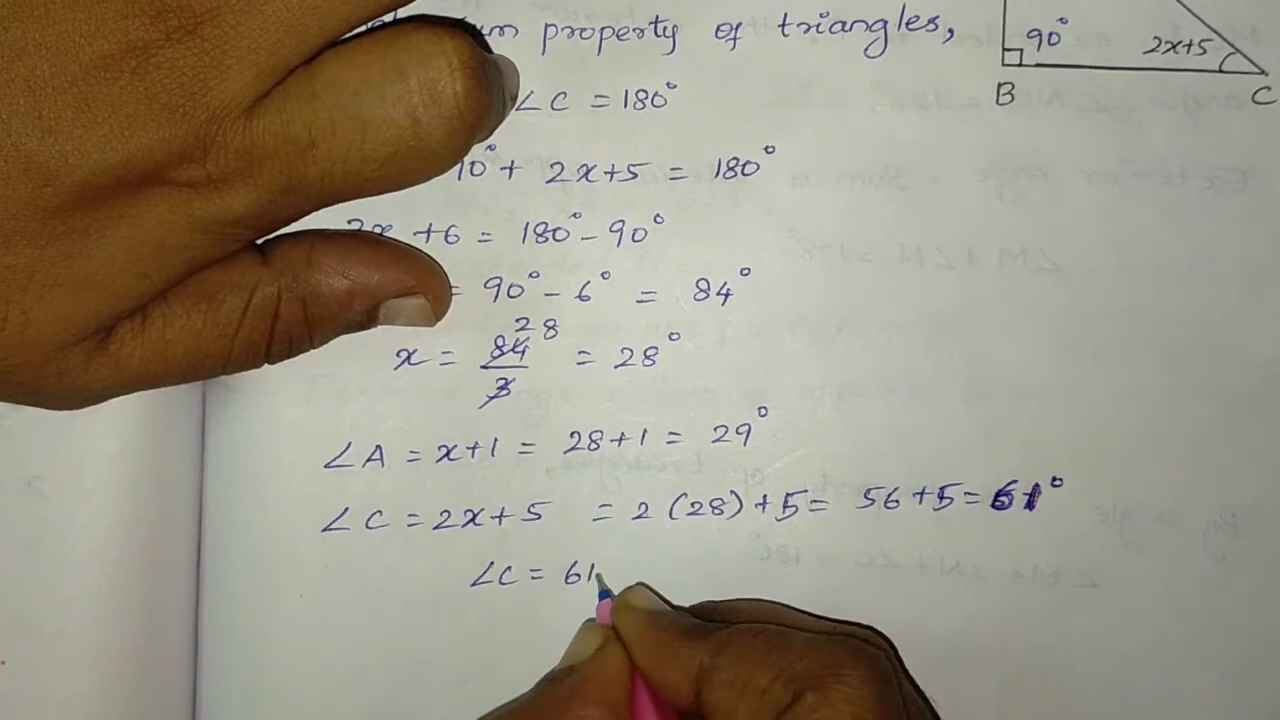 property of triangles,
90° 2x+5
B C
∠C = 180°
+ 2x+5 = 180°
+6 = 180° - 90°
= 90° - 6° = 84°
28
x = 84/3 = 28°
∠A = x+1 = 28+1 = 29°
∠C = 2x+5 = 2(28)+5 = 56+5 = 61°
∠C = 61